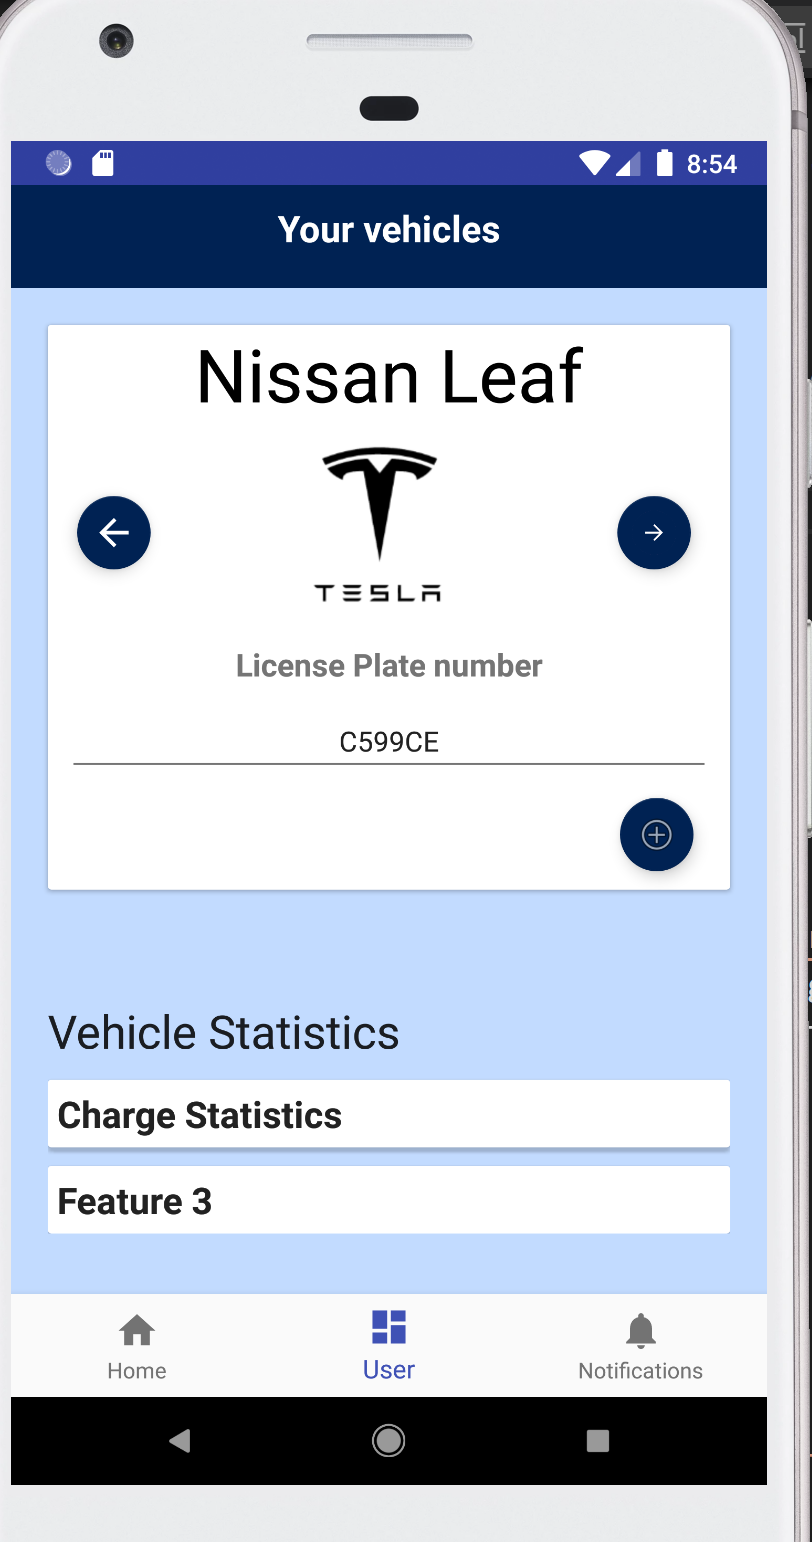 8:54
Your vehicles
Nissan Leaf
TESLA
License Plate number
C599CE
Vehicle Statistics
Charge Statistics
Feature 3
Home
User
Notifications